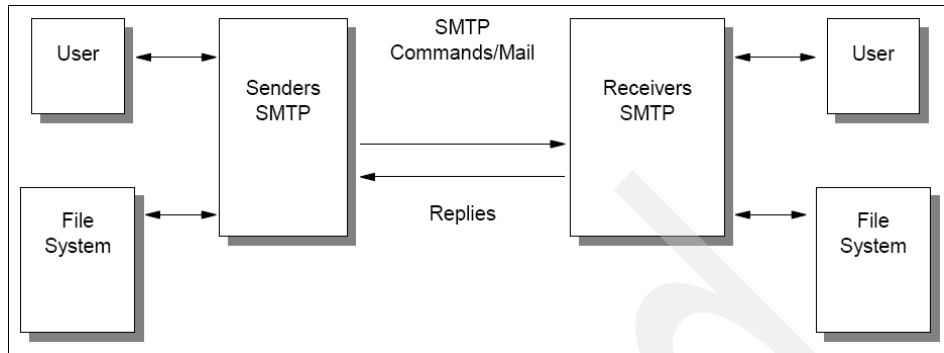 User
Senders
SMTP
SMTP
Commands/Mail
Receivers
SMTP
User
File
System
Replies
File
System